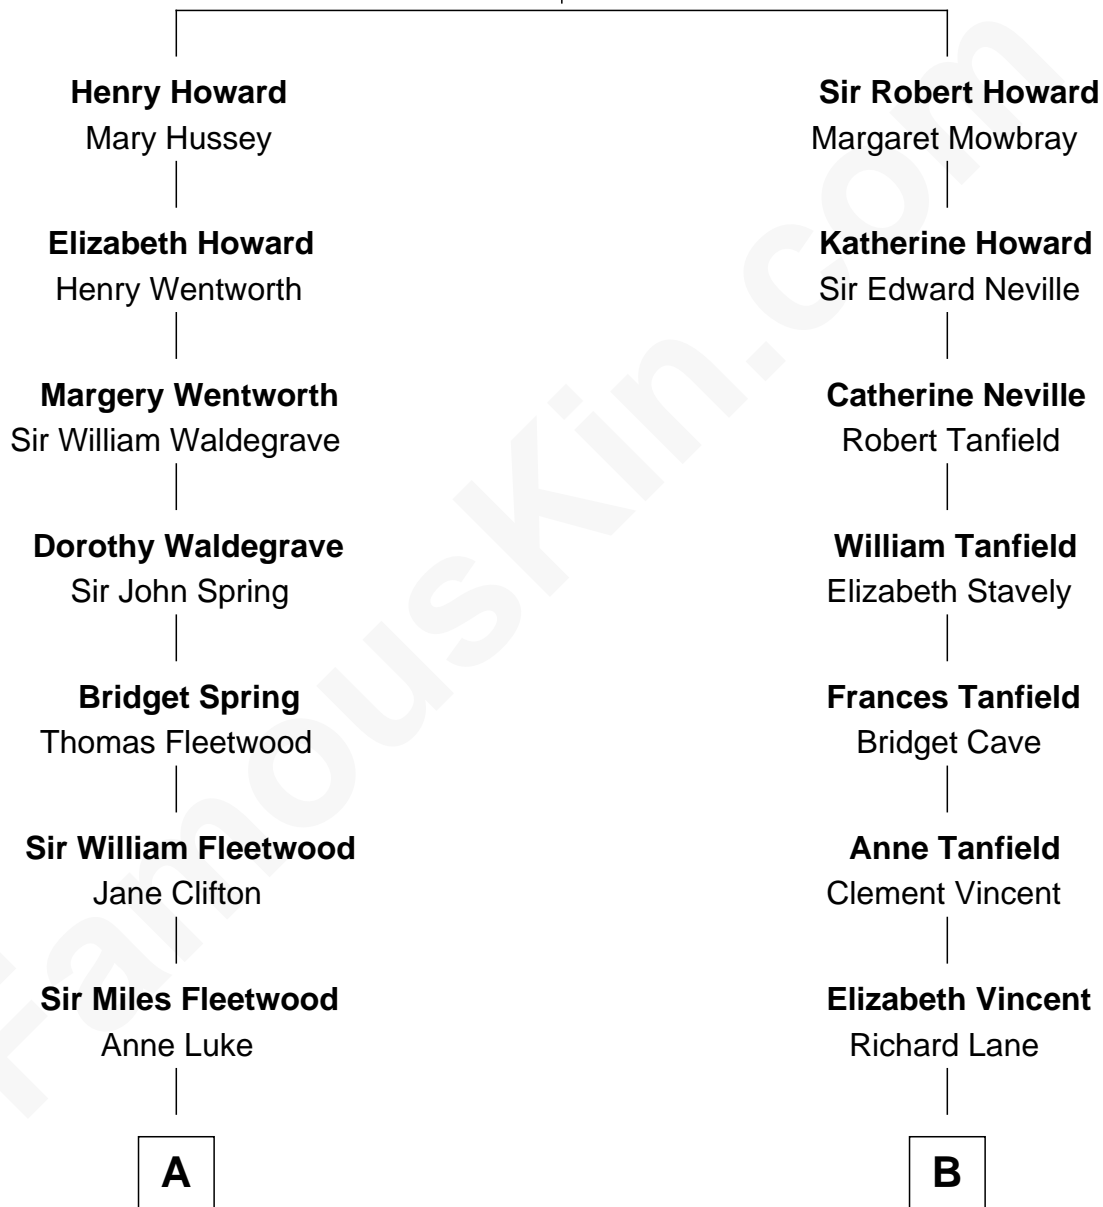 Henry Howard
Mary Hussey
Elizabeth Howard
Henry Wentworth
Margery Wentworth
Sir William Waldegrave
Dorothy Waldegrave
Sir John Spring
Bridget Spring
Thomas Fleetwood
Sir William Fleetwood
Jane Clifton
Sir Miles Fleetwood
Anne Luke
A
Sir Robert Howard
Margaret Mowbray
Katherine Howard
Sir Edward Neville
Catherine Neville
Robert Tanfield
William Tanfield
Elizabeth Stavely
Frances Tanfield
Bridget Cave
Anne Tanfield
Clement Vincent
Elizabeth Vincent
Richard Lane
B
FamousKin.com